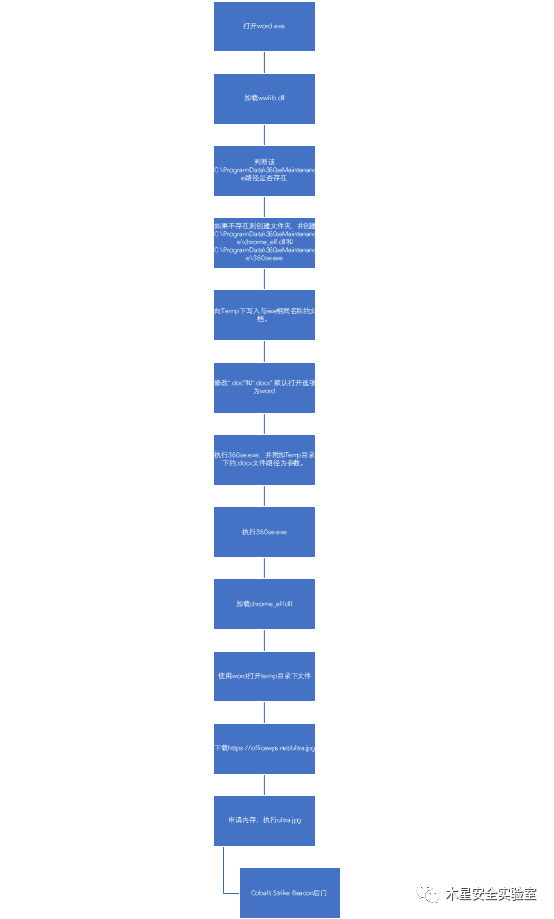 打开word.exe
加载wwlib.dll
判断该
C:\ProgramData\360seMaintenanc
e路径是否存在
如果不存在则创建文件夹，并创建
C:\ProgramData\360seMaintenanc
e\chrome_elf.dll和
C:\ProgramData\360seMaintenanc
e\360se.exe
向Temp下写入与exe相同名称的文
档。
修改“.doc”和“.docx” 默认打开选项
为word
执行360se.exe，并附加Temp目录
下的.docx文件路径为参数。
执行360se.exe
加载chrome_elf.dll
使用word打开temp目录下文件
下载https://officewps.net/ultra.jpg
申请内存，执行ultra.jpg
Cobalt Strike Beacon后门
木星安全实验室